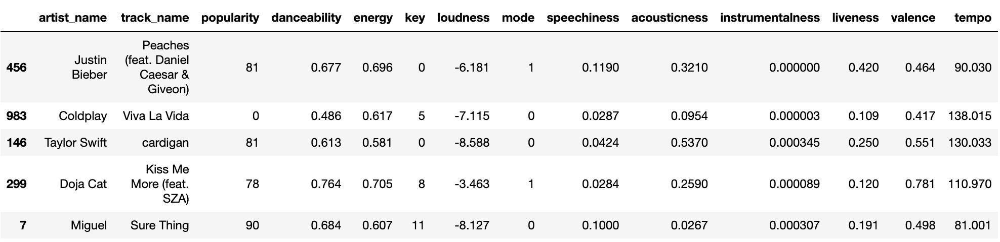 artist_name track_name popularity danceability energy key loudness mode speechiness acousticness instrumentalness liveness valence tempo
Peaches
Justin (feat. Daniel
456 81 0.677 0.696 0 -6.181 1 0.1190 0.3210 0.000000 0.420 0.464 90.030
Bieber Caesar &
Giveon)
983 Coldplay Viva La Vida 0 0.486 0.617 5 -7.115 0 0.0287 0.0954 0.000003 0.109 0.417 138.015
146 Taylor Swift cardigan 81 0.613 0.581 0 -8.588 0 0.0424 0.5370 0.000345 0.250 0.551 130.033
Kiss Me
299 Doja Cat More (feat. 78 0.764 0.705 8 -3.463 1 0.0284 0.2590 0.000089 0.120 0.781 110.970
SZA)
7 Miguel Sure Thing 90 0.684 0.607 11 -8.127 0 0.1000 0.0267 0.000307 0.191 0.498 81.001